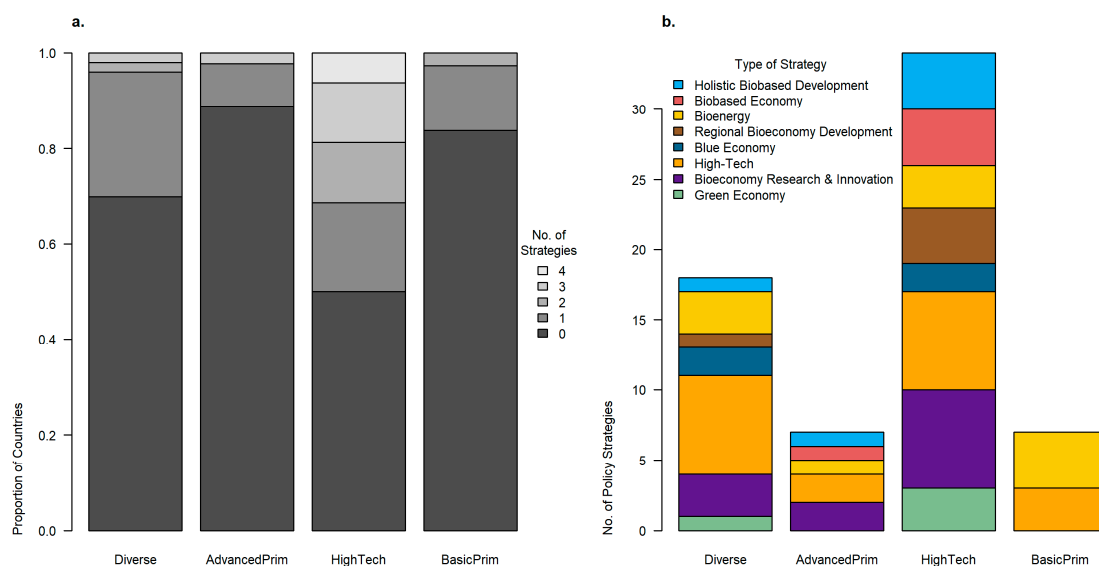 a.
Proportion of Countries
1.0
0.8
0.6
0.4
0.2
0.0
Diverse
AdvancedPrim
HighTech
BasicPrim
No. of
Strategies
4
3
2
1
0
b.
No. of Policy Strategies
30
25
20
15
10
5
0
Type of Strategy
Holistic Biobased Development
Biobased Economy
Bioenergy
Regional Bioeconomy Development
Blue Economy
High-Tech
Bioeconomy Research & Innovation
Green Economy
Diverse
AdvancedPrim
HighTech
BasicPrim